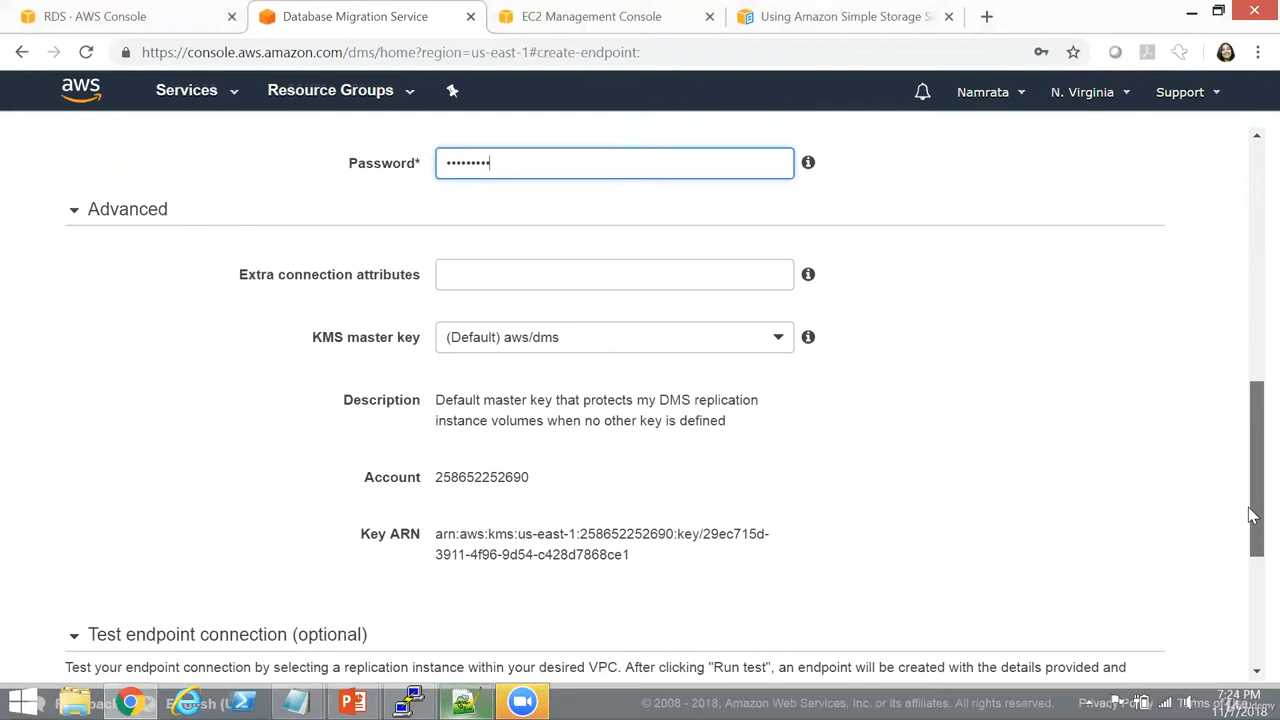 RDS · AWS Console
Database Migration Service
EC2 Management Console
Using Amazon Simple Storage S
https://console.aws.amazon.com/dms/home?region=us-east-1#create-endpoint:
aws
Services
Resource Groups
Namrata
N. Virginia
Support
Password*
•••••••••
Advanced
Extra connection attributes
KMS master key
(Default) aws/dms
Description
Default master key that protects my DMS replication
instance volumes when no other key is defined
Account
258652252690
Key ARN
arn:aws:kms:us-east-1:258652252690:key/29ec715d-
3911-4f96-9d54-c428d7868ce1
Test endpoint connection (optional)
Test your endpoint connection by selecting a replication instance within your desired VPC. After clicking "Run test", an endpoint will be created with the details provided and
© 2008 - 2018, Amazon Web Services, Inc. or its affiliates. All rights reserved.
7:24 PM
11/7/2018